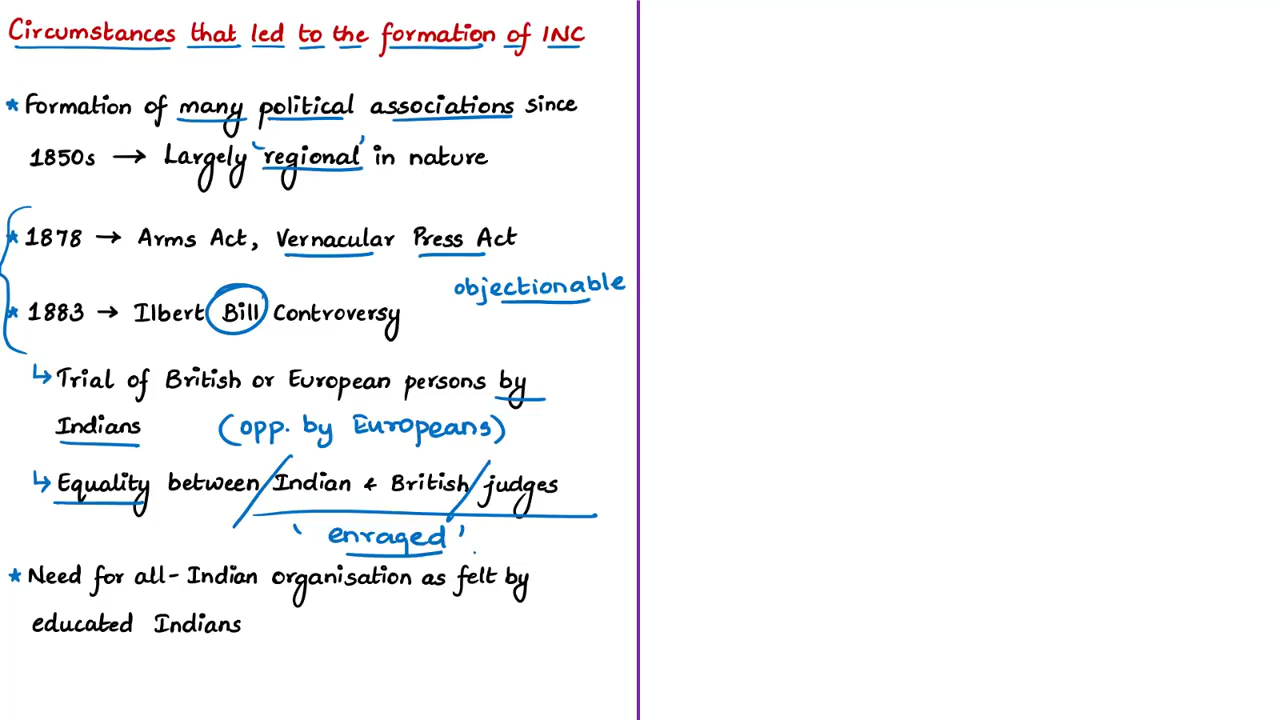 Circumstances that led to the formation of INC
* Formation of many political associations since
1850s → Largely 'regional' in nature
* 1878 → Arms Act, Vernacular Press Act
objectionable
* 1883 → Ilbert Bill Controversy
↳ Trial of British or European persons by
Indians (opp. by Europeans)
↳ Equality between / Indian & British / judges
' enraged '
* Need for all-Indian organisation as felt by
educated Indians